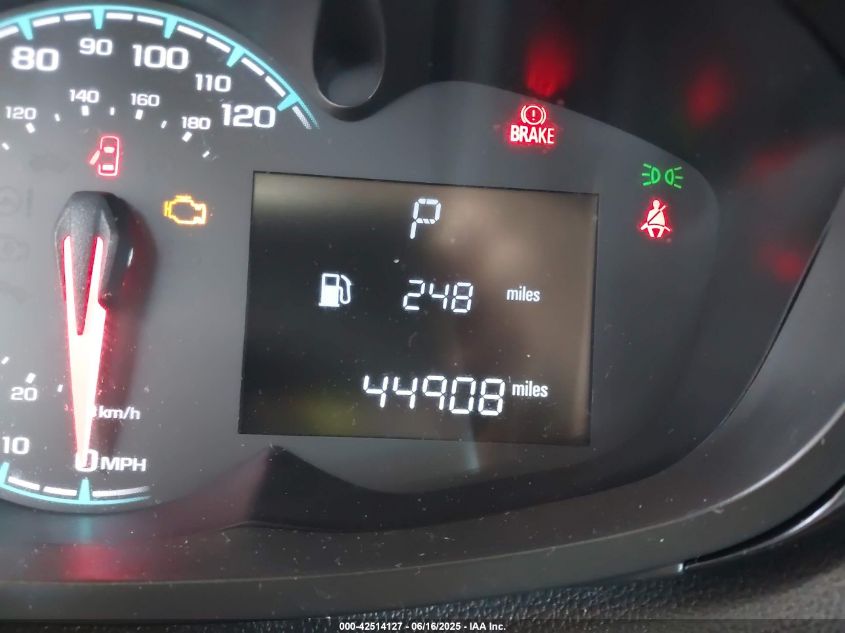 80 90 100 110 120
120 140 160 180
BRAKE
P
248 miles
44908 miles
20
km/h
10
0 MPH
000-42514127 - 06/16/2025 - IAA Inc.